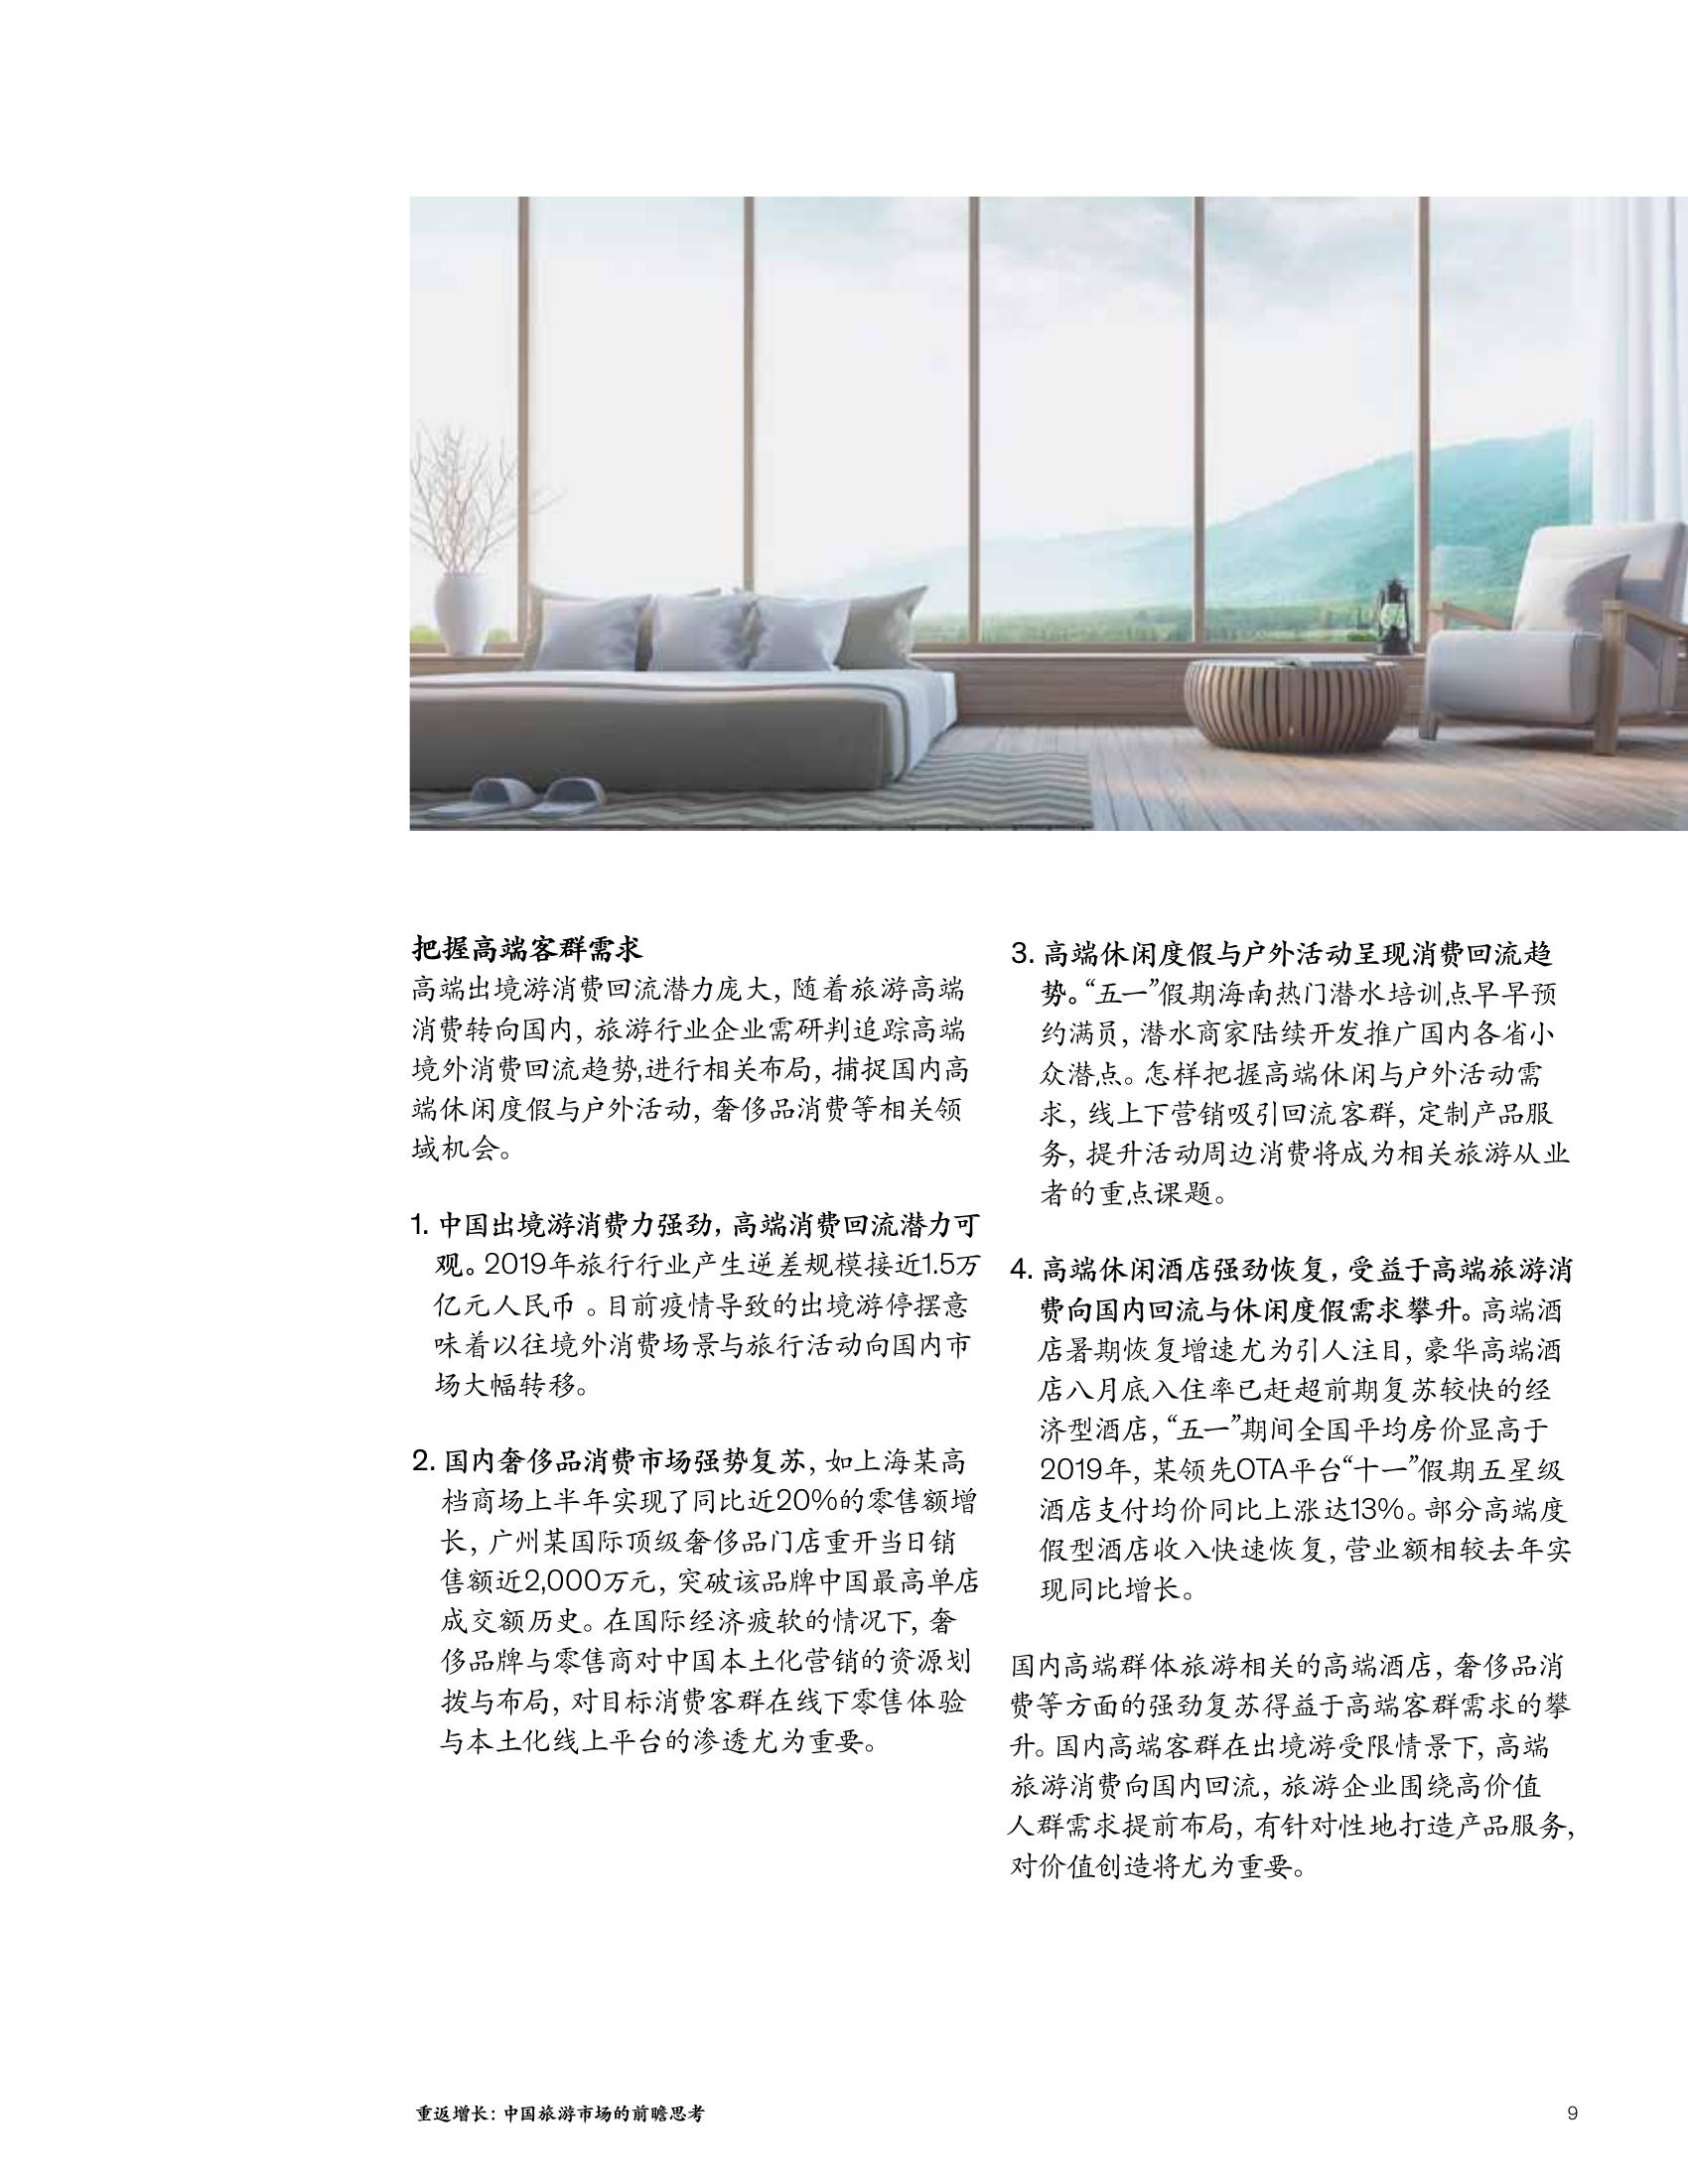 把握高端客群需求
高端出境游消费回流潜力庞大, 随着旅游高端
消费转向国内, 旅游行业企业需研判追踪高端
境外消费回流趋势,进行相关布局, 捕捉国内高
端休闲度假与户外活动, 奢侈品消费等相关领
域机会。
1. 中国出境游消费力强劲, 高端消费回流潜力可
观。2019年旅行行业产生逆差规模接近1.5万
亿元人民币 。目前疫情导致的出境游停摆意
味着以往境外消费场景与旅行活动向国内市
场大幅转移。
2. 国内奢侈品消费市场强势复苏, 如上海某高
档商场上半年实现了同比近20%的零售额增
长, 广州某国际顶级奢侈品门店重开当日销
售额近2,000万元, 突破该品牌中国最高单店
成交额历史。在国际经济疲软的情况下, 奢
侈品牌与零售商对中国本土化营销的资源划
拨与布局, 对目标消费客群在线下零售体验
与本土化线上平台的渗透尤为重要。
3. 高端休闲度假与户外活动呈现消费回流趋
势。“五一”假期海南热门潜水培训点早早预
约满员, 潜水商家陆续开发推广国内各省小
众潜点。怎样把握高端休闲与户外活动需
求, 线上下营销吸引回流客群, 定制产品服
务, 提升活动周边消费将成为相关旅游从业
者的重点课题。
4. 高端休闲酒店强劲恢复, 受益于高端旅游消
费向国内回流与休闲度假需求攀升。高端酒
店暑期恢复增速尤为引人注目, 豪华高端酒
店八月底入住率已赶超前期复苏较快的经
济型酒店, “五一”期间全国平均房价显高于
2019年, 某领先OTA平台“十一”假期五星级
酒店支付均价同比上涨达13%。部分高端度
假型酒店收入快速恢复, 营业额相较去年实
现同比增长。
国内高端群体旅游相关的高端酒店, 奢侈品消
费等方面的强劲复苏得益于高端客群需求的攀
升。国内高端客群在出境游受限情景下, 高端
旅游消费向国内回流, 旅游企业围绕高价值
人群需求提前布局, 有针对性地打造产品服务,
对价值创造将尤为重要。
重返增长: 中国旅游市场的前瞻思考
9